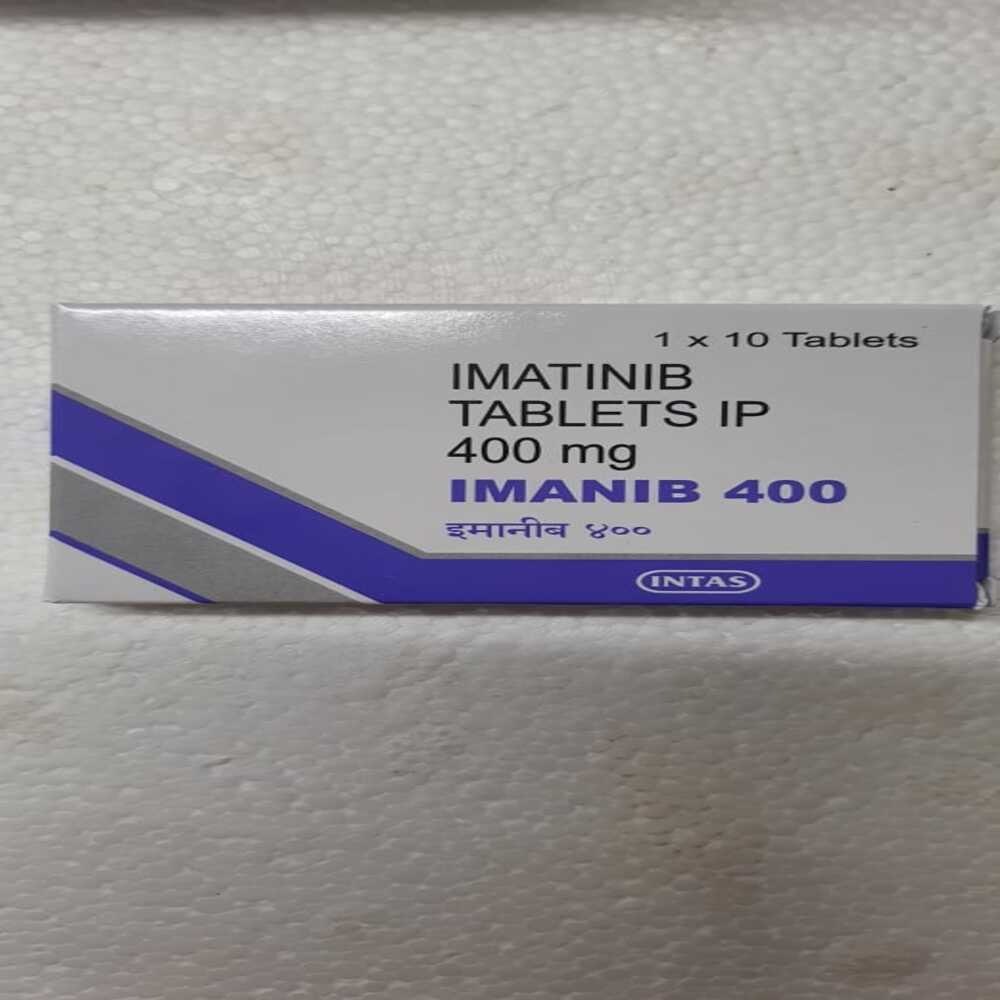 1 x 10 Tablets
IMATINIB
TABLETS IP
400 mg
IMANIB 400
इमानीब ४००
INTAS